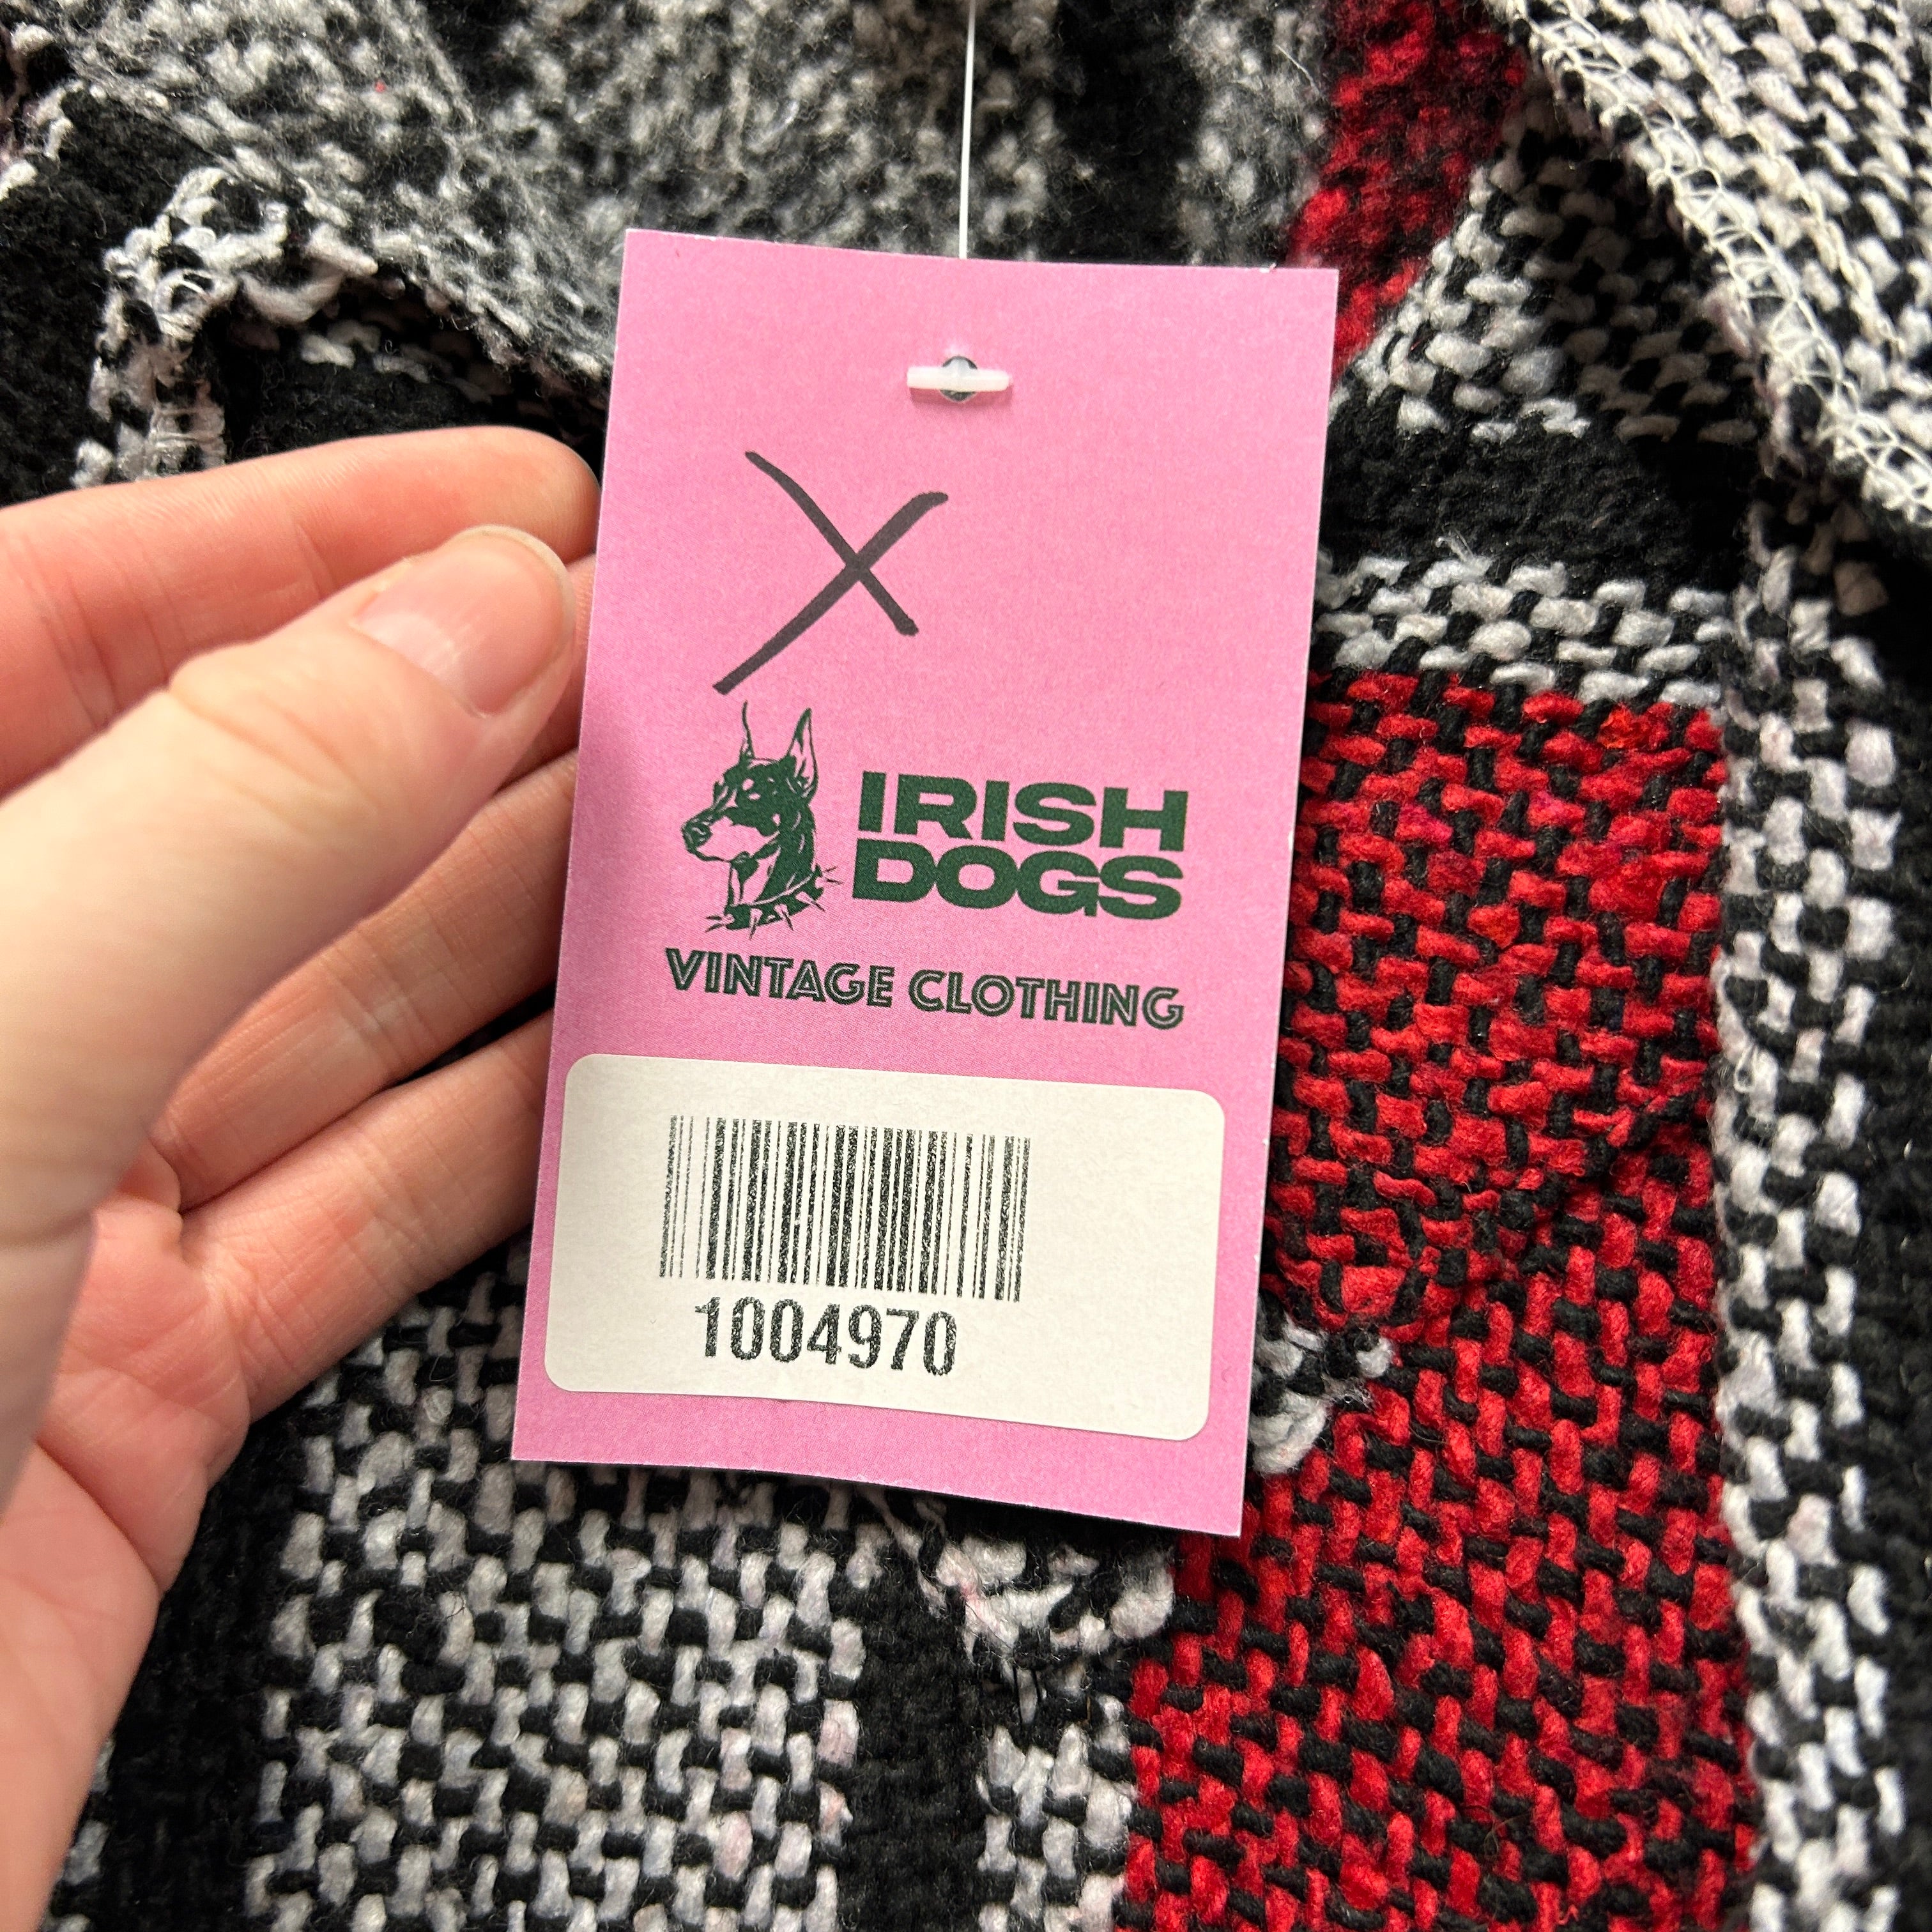 X
IRISH
DOGS
VINTAGE CLOTHING
1004970